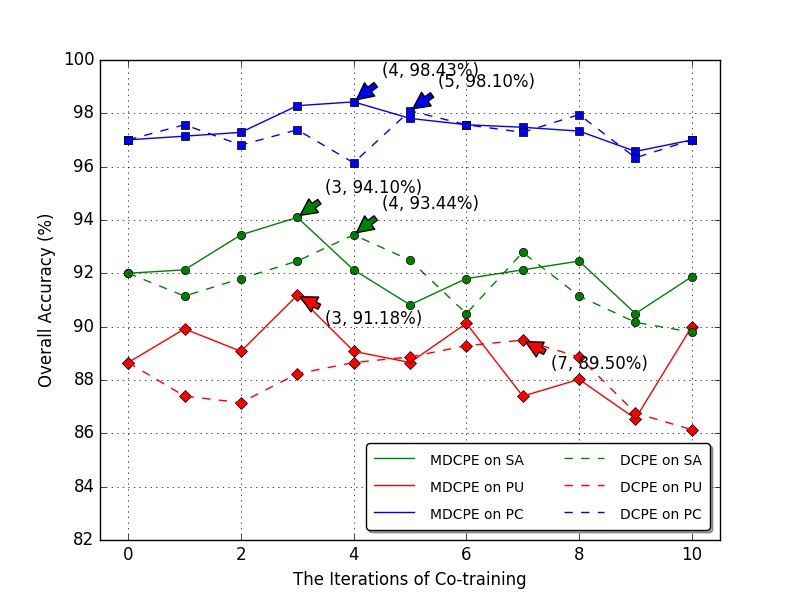 100
98
96
94
92
90
88
86
84
82
Overall Accuracy (%)
(4, 98.43%)
(5, 98.10%)
(3, 94.10%)
(4, 93.44%)
(3, 91.18%)
(7, 89.50%)
MDCPE on SA
DCPE on SA
MDCPE on PU
DCPE on PU
MDCPE on PC
DCPE on PC
0 2 4 6 8 10
The Iterations of Co-training